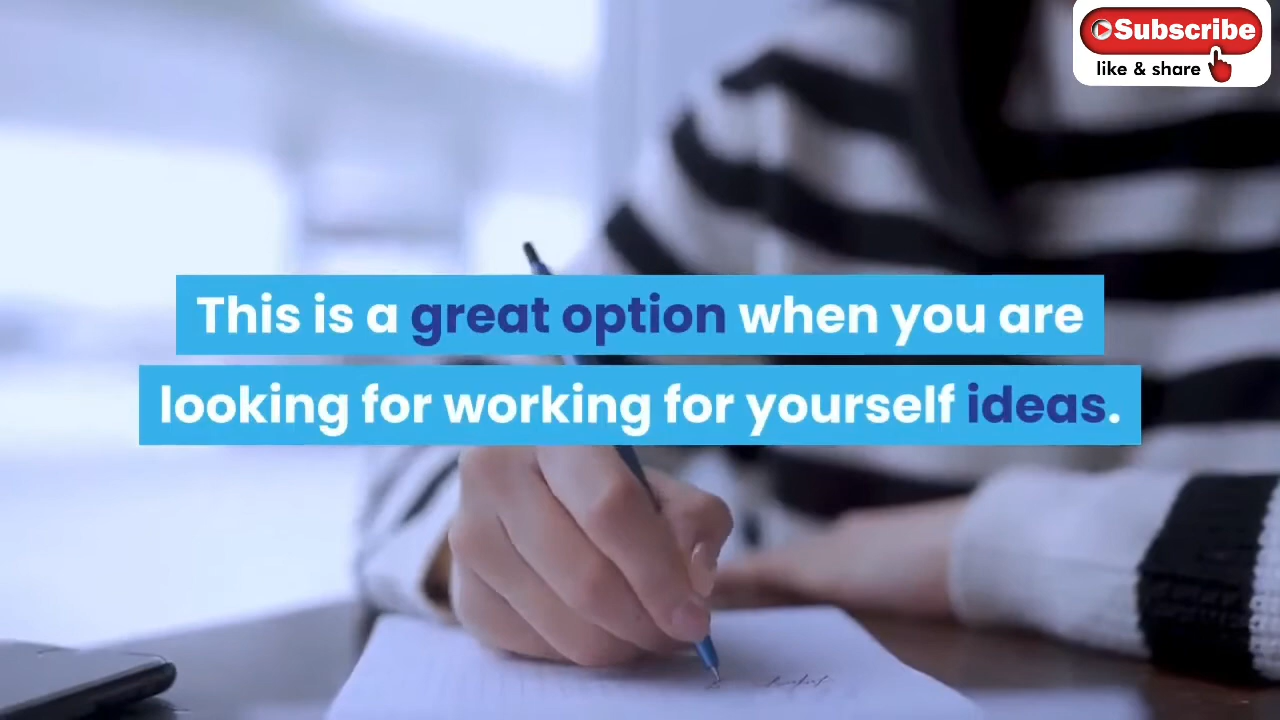 Subscribe
like & share
This is a great option when you are
looking for working for yourself ideas.